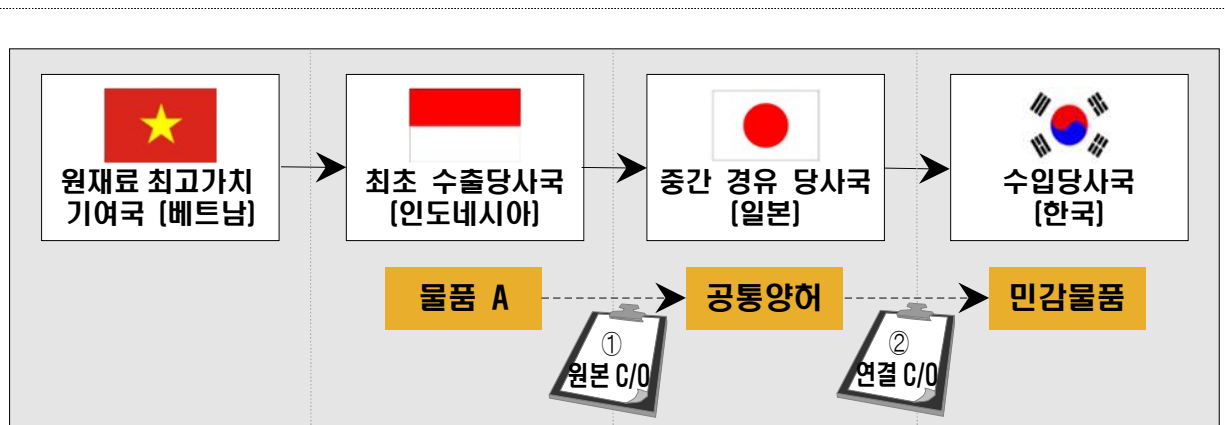 원재료 최고가치
기여국 (베트남)
최초 수출당사국
(인도네시아)
중간 경유 당사국
(일본)
수입당사국
(한국)
물품 A
공통양허
민감물품
①
원본 C/O
②
연결 C/O